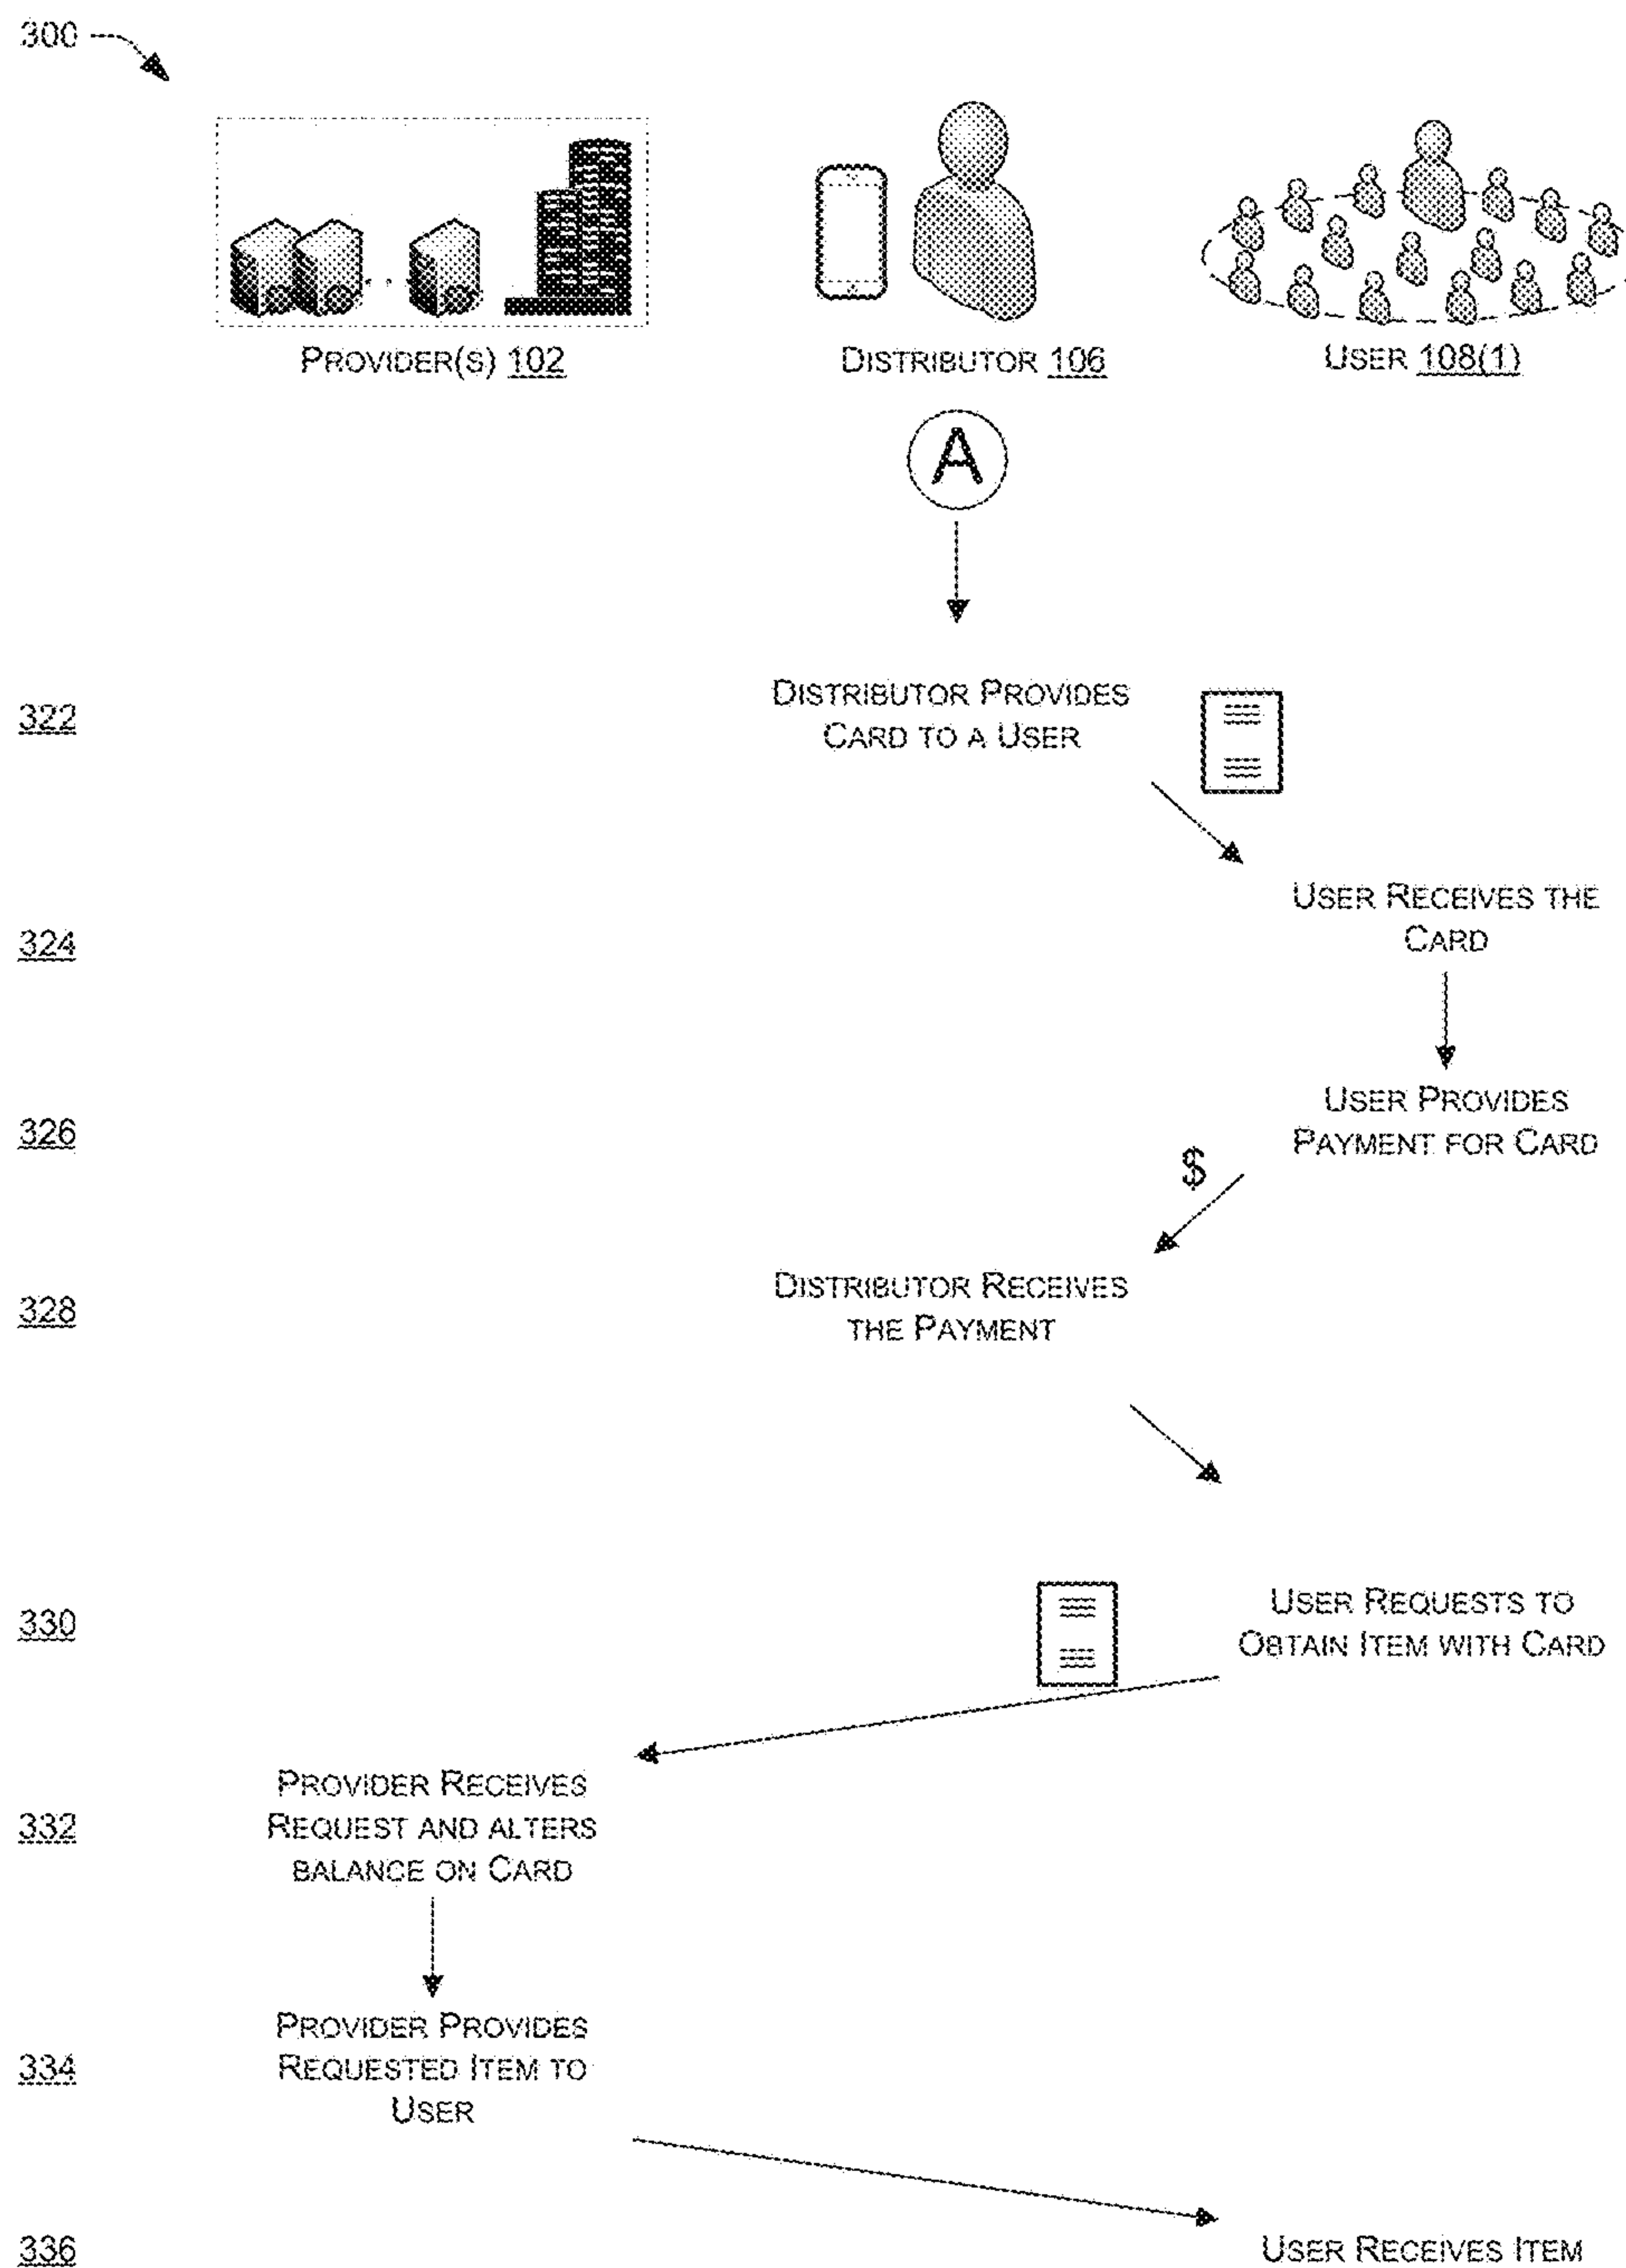 300
PROVIDER(S) 102
DISTRIBUTOR 106
USER 108(1)
A
322
DISTRIBUTOR PROVIDES
CARD TO A USER
324
USER RECEIVES THE
CARD
326
USER PROVIDES
PAYMENT FOR CARD
$
328
DISTRIBUTOR RECEIVES
THE PAYMENT
330
USER REQUESTS TO
OBTAIN ITEM WITH CARD
332
PROVIDER RECEIVES
REQUEST AND ALTERS
BALANCE ON CARD
334
PROVIDER PROVIDES
REQUESTED ITEM TO
USER
336
USER RECEIVES ITEM